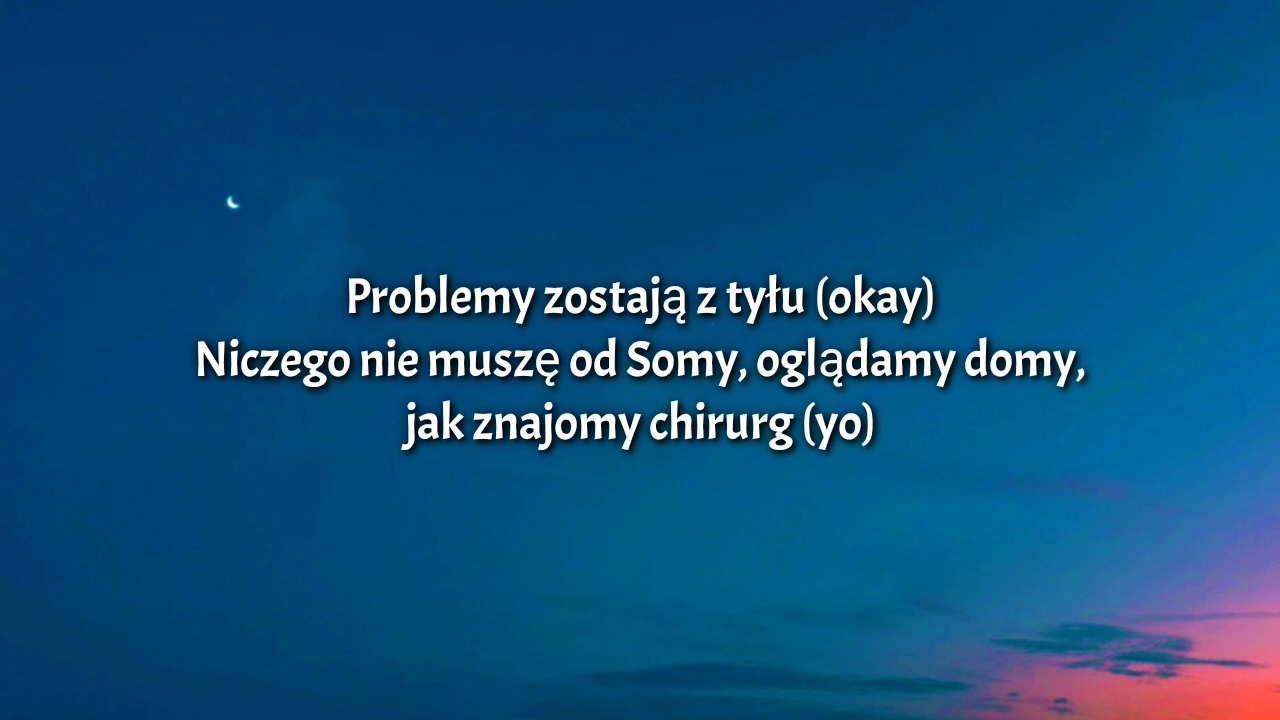 Problemy zostają z tyłu (okay)
Niczego nie muszę od Somy, oglądamy domy,
jak znajomy chirurg (yo)